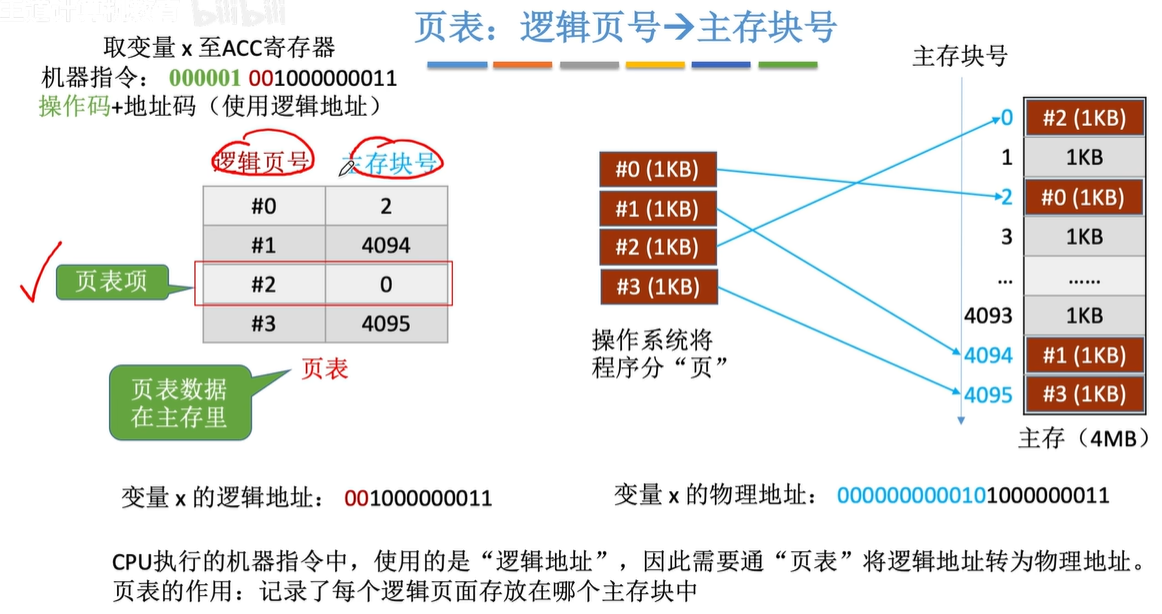 bilibili
页表：逻辑页号→主存块号
取变量 x 至ACC寄存器
机器指令： 000001 001000000011
操作码+地址码（使用逻辑地址）
逻辑页号 主存块号
#0 2
#1 4094
#2 0
#3 4095
页表项
页表
页表数据
在主存里
#0 (1KB)
#1 (1KB)
#2 (1KB)
#3 (1KB)
操作系统将
程序分“页”
主存块号
0 #2 (1KB)
1 1KB
2 #0 (1KB)
3 1KB
... ......
4093 1KB
4094 #1 (1KB)
4095 #3 (1KB)
主存（4MB）
变量 x 的逻辑地址： 001000000011
变量 x 的物理地址： 0000000000101000000011
CPU执行的机器指令中，使用的是“逻辑地址”，因此需要通“页表”将逻辑地址转为物理地址。
页表的作用：记录了每个逻辑页面存放在哪个主存块中